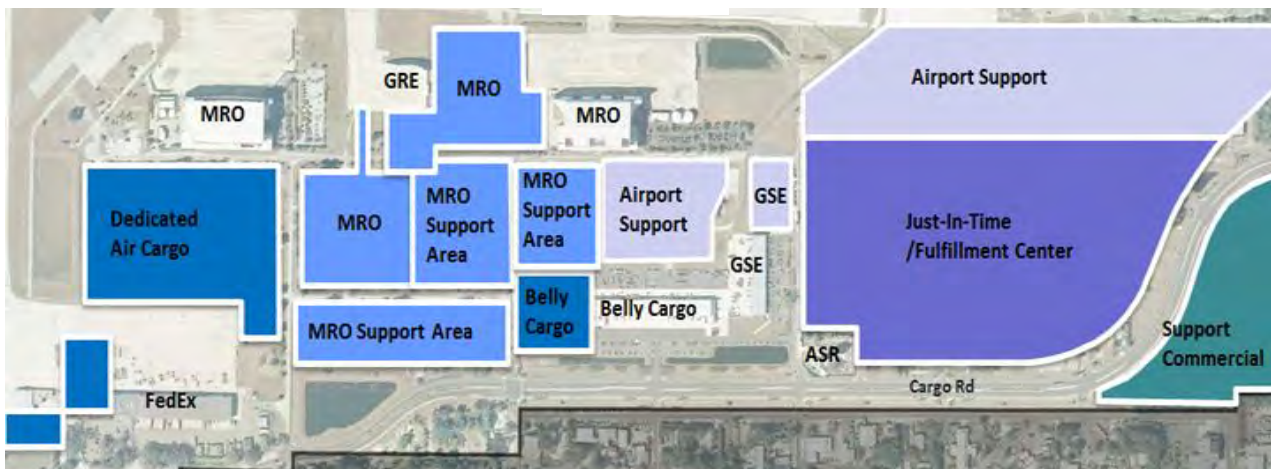 Airport Support
GRE
MRO
MRO
MRO
MRO
Support
Area
MRO
Support
Area
Airport
Support
GSE
Dedicated
Air Cargo
MRO
Just-In-Time
/Fulfillment Center
GSE
Belly
Cargo
Belly Cargo
MRO Support Area
ASR
Support
Commercial
Cargo Rd
FedEx